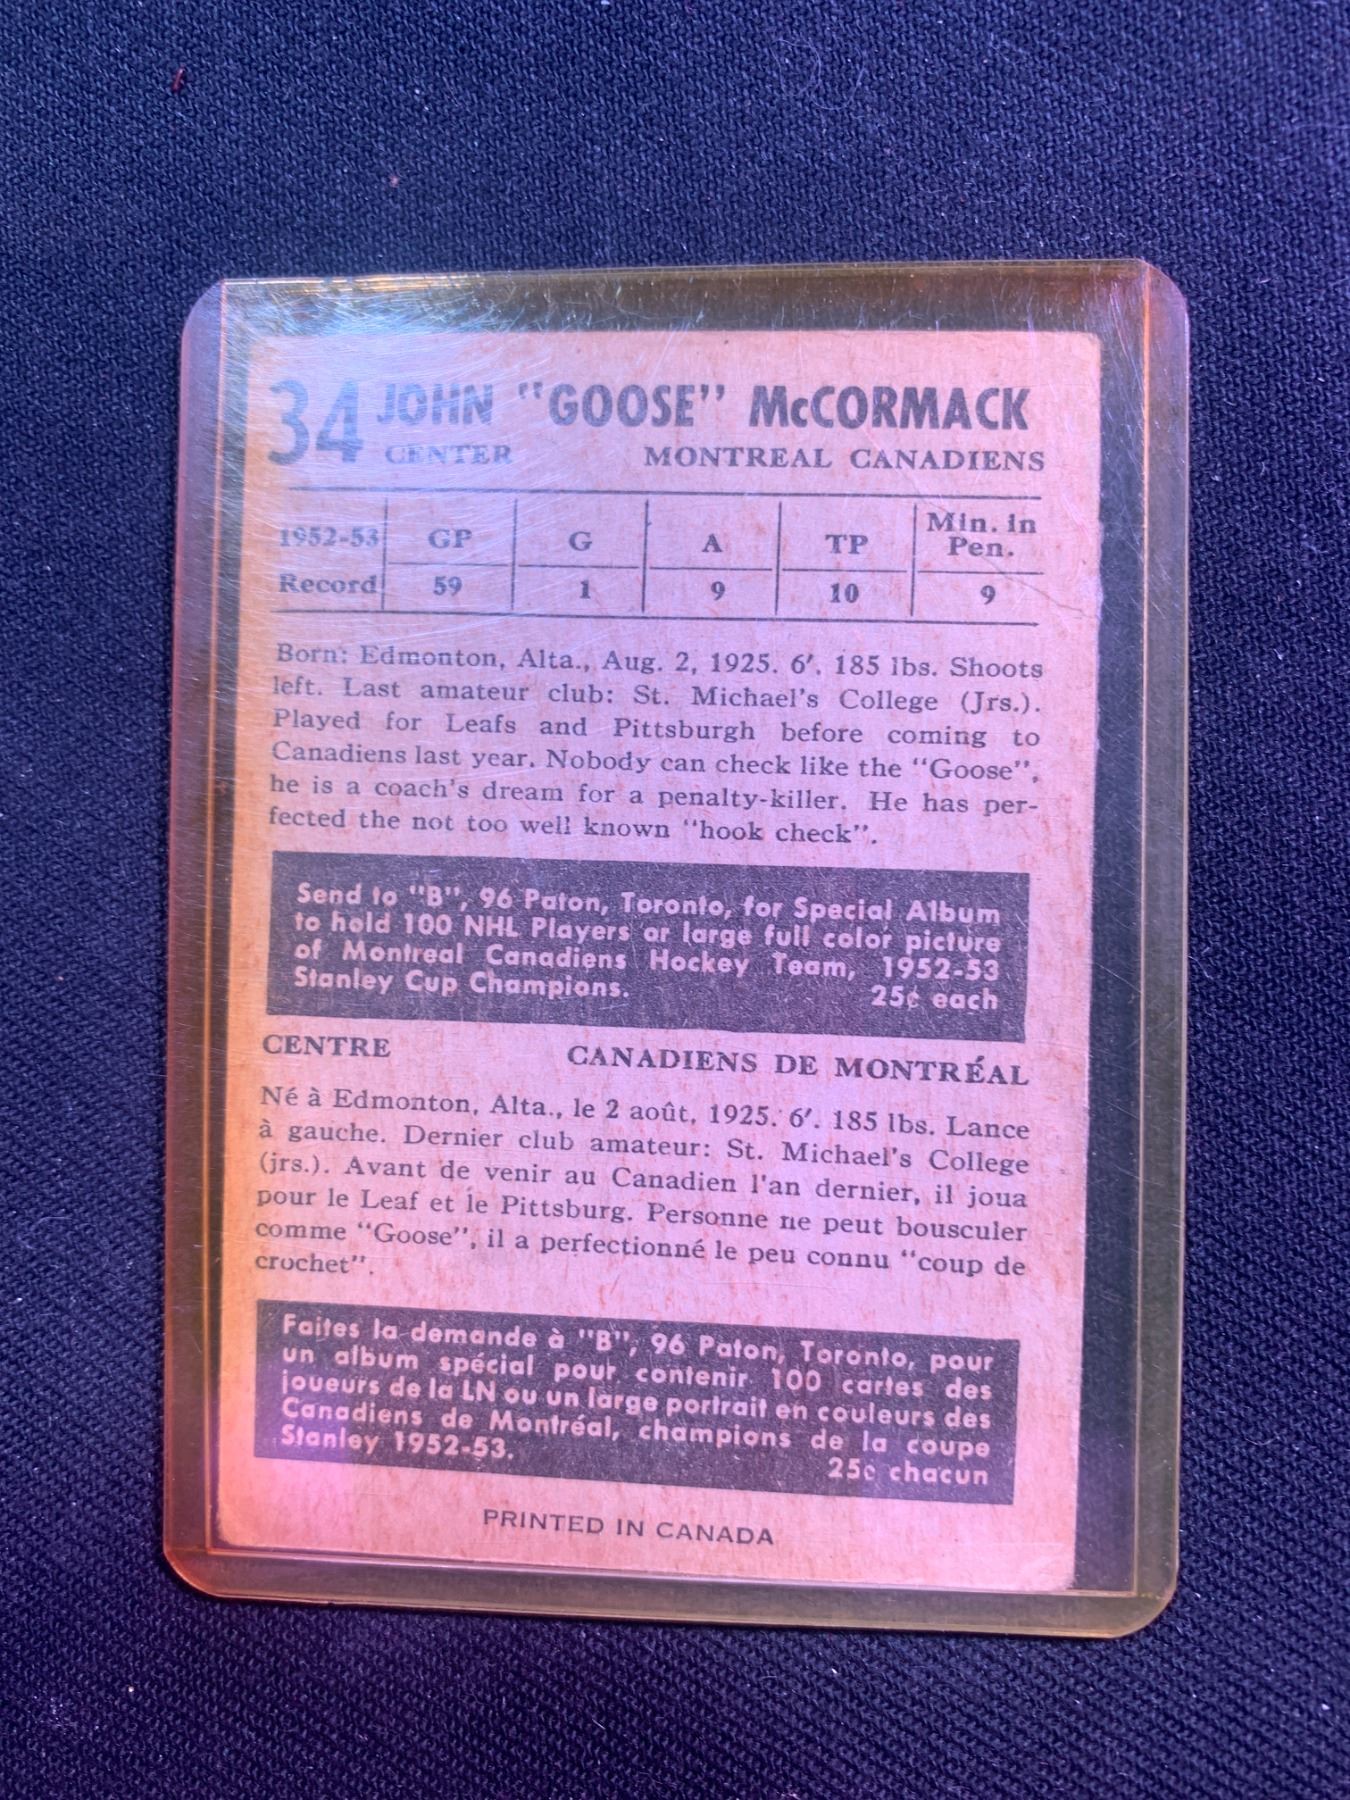 34 JOHN "GOOSE" McCORMACK
CENTER MONTREAL CANADIENS
1952-53 GP G A TP Min. in Pen.
Record 59 1 9 10 9
Born: Edmonton, Alta., Aug. 2, 1925. 6′. 185 lbs. Shoots
left. Last amateur club: St. Michael's College (Jrs.).
Played for Leafs and Pittsburgh before coming to
Canadiens last year. Nobody can check like the "Goose",
he is a coach's dream for a penalty-killer. He has per-
fected the not too well known "hook check".
Send to "B", 96 Paton, Toronto, for Special Album
to hold 100 NHL Players or large full color picture
of Montreal Canadiens Hockey Team, 1952-53
Stanley Cup Champions. 25¢ each
CENTRE CANADIENS DE MONTRÉAL
Né à Edmonton, Alta., le 2 août, 1925. 6′. 185 lbs. Lance
à gauche. Dernier club amateur: St. Michael's College
(jrs.). Avant de venir au Canadien l'an dernier, il joua
pour le Leaf et le Pittsburg. Personne ne peut bousculer
comme "Goose", il a perfectionné le peu connu "coup de
crochet".
Faites la demande à "B", 96 Paton, Toronto, pour
un album spécial pour contenir 100 cartes des
joueurs de la LN ou un large portrait en couleurs des
Canadiens de Montréal, champions de la coupe
Stanley 1952-53. 25¢ chacun
PRINTED IN CANADA